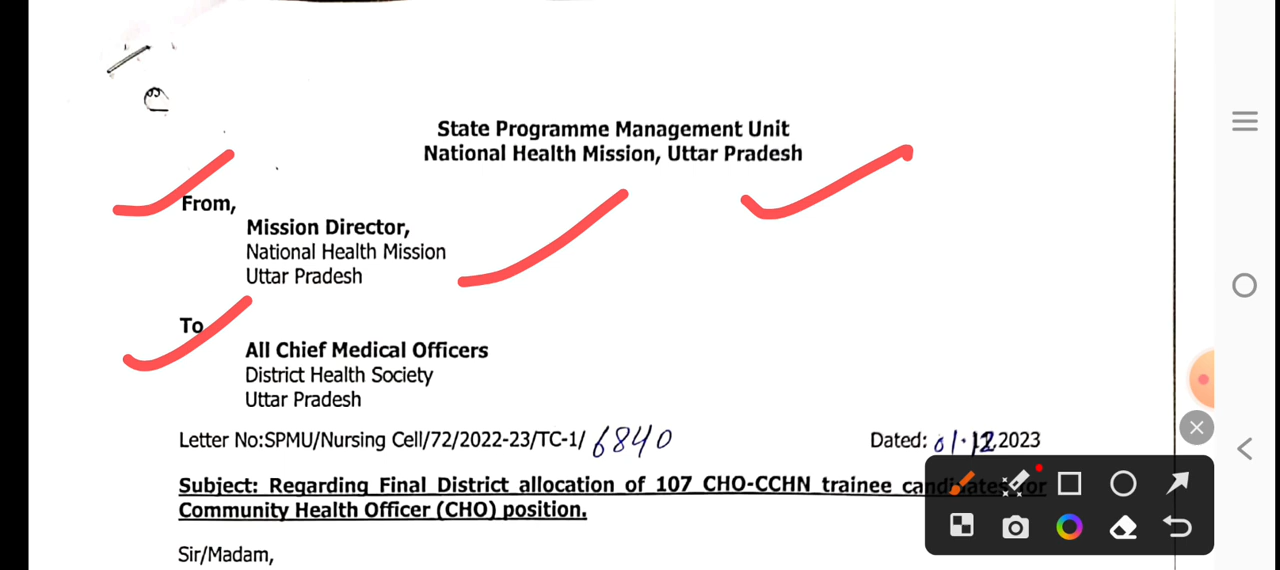 State Programme Management Unit
National Health Mission, Uttar Pradesh
From,
Mission Director,
National Health Mission
Uttar Pradesh
To
All Chief Medical Officers
District Health Society
Uttar Pradesh
Letter No:SPMU/Nursing Cell/72/2022-23/TC-1/ 6840
Dated: 01.12.2023
Subject: Regarding Final District allocation of 107 CHO-CCHN trainee candidates for
Community Health Officer (CHO) position.
Sir/Madam,